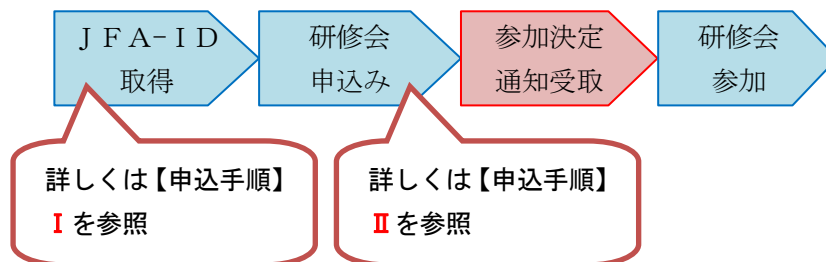 ＪＦＡ-ＩＤ
取得
研修会
申込み
参加決定
通知受取
研修会
参加
詳しくは【申込手順】
Ⅰを参照
詳しくは【申込手順】
Ⅱを参照